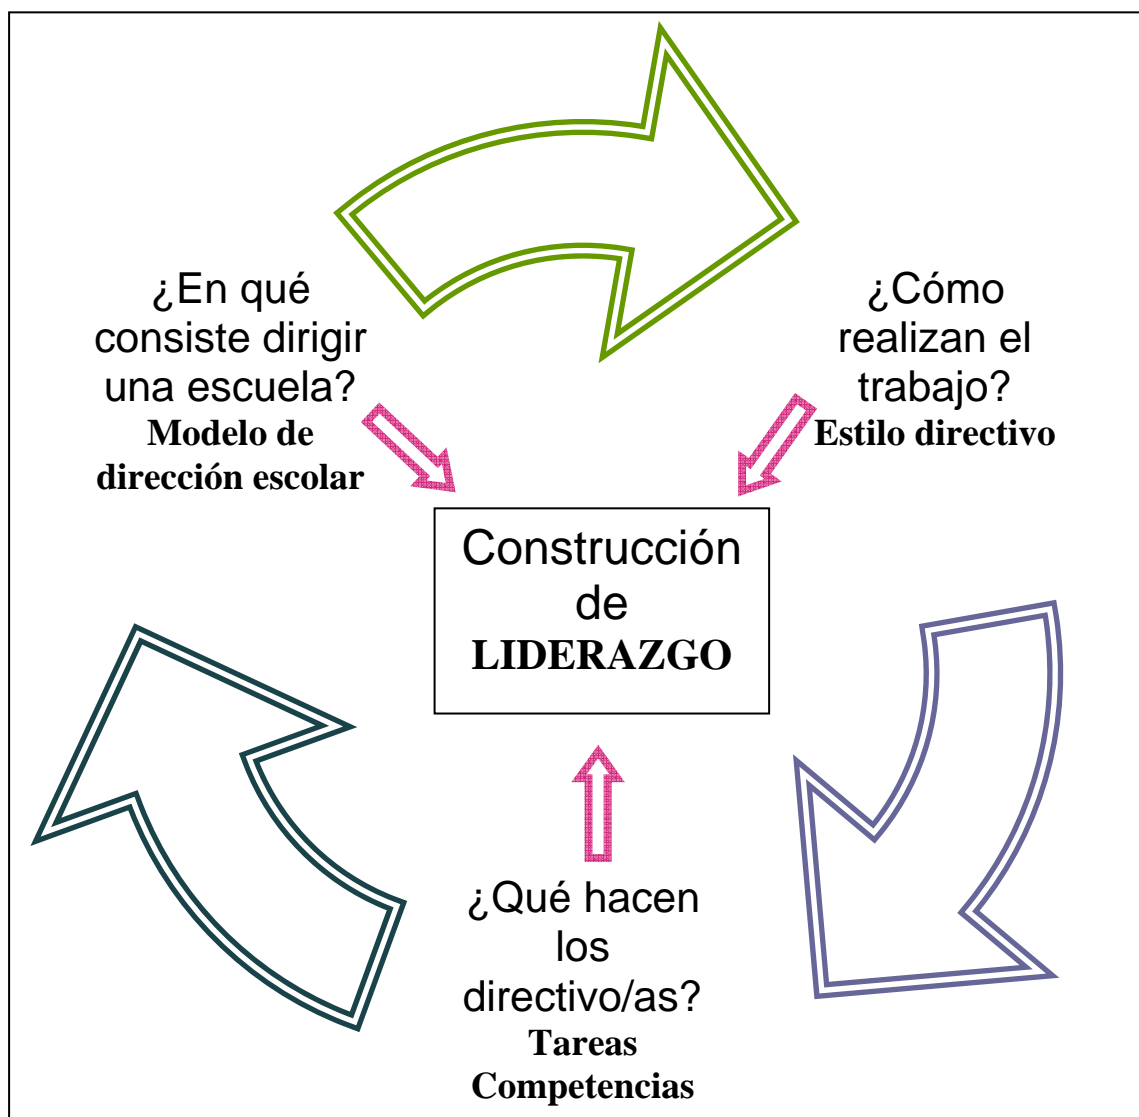 ¿En qué
consiste dirigir
una escuela?
Modelo de
dirección escolar
¿Cómo
realizan el
trabajo?
Estilo directivo
Construcción
de
LIDERAZGO
¿Qué hacen
los
directivo/as?
Tareas
Competencias